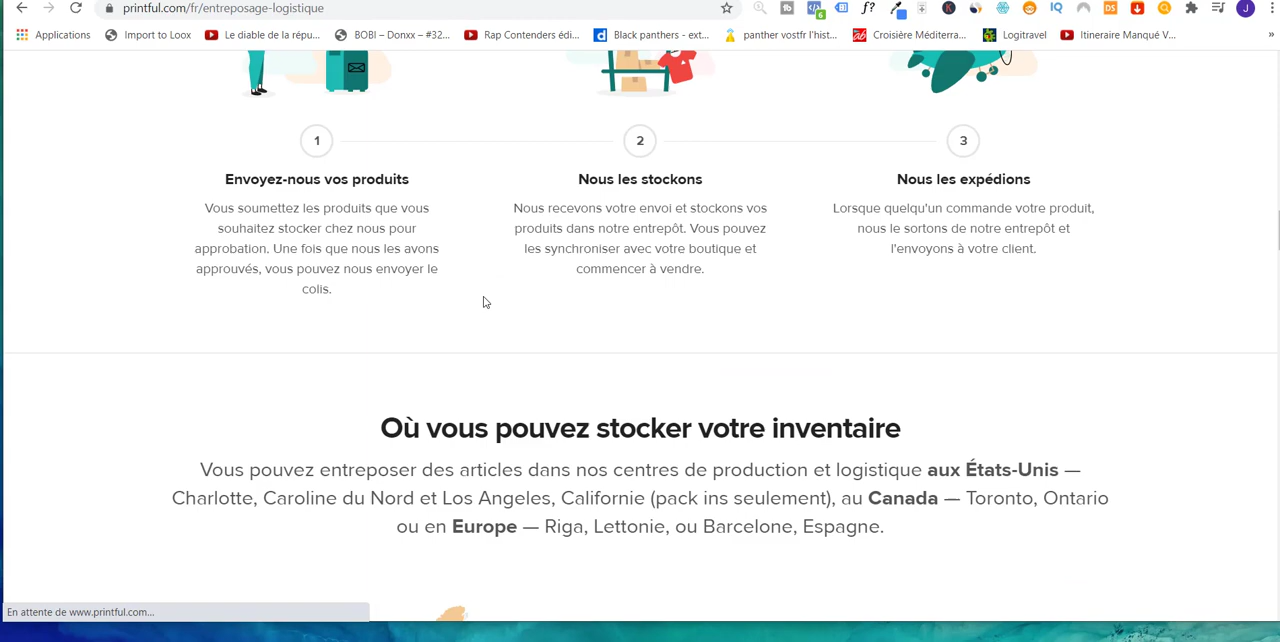 printful.com/fr/entreposage-logistique
6
f?
K
IQ
DS
J
Applications
Import to Loox
Le diable de la répu...
BOBI – Donxx – #32...
Rap Contenders édi...
Black panthers - ext...
panther vostfr l'hist...
Croisière Méditerra...
Logitravel
Itineraire Manqué V...
»
1
2
3
Envoyez-nous vos produits
Nous les stockons
Nous les expédions
Vous soumettez les produits que vous
souhaitez stocker chez nous pour
approbation. Une fois que nous les avons
approuvés, vous pouvez nous envoyer le
colis.
Nous recevons votre envoi et stockons vos
produits dans notre entrepôt. Vous pouvez
les synchroniser avec votre boutique et
commencer à vendre.
Lorsque quelqu'un commande votre produit,
nous le sortons de notre entrepôt et
l'envoyons à votre client.
Où vous pouvez stocker votre inventaire
Vous pouvez entreposer des articles dans nos centres de production et logistique aux États-Unis —
Charlotte, Caroline du Nord et Los Angeles, Californie (pack ins seulement), au Canada — Toronto, Ontario
ou en Europe — Riga, Lettonie, ou Barcelone, Espagne.
En attente de www.printful.com...